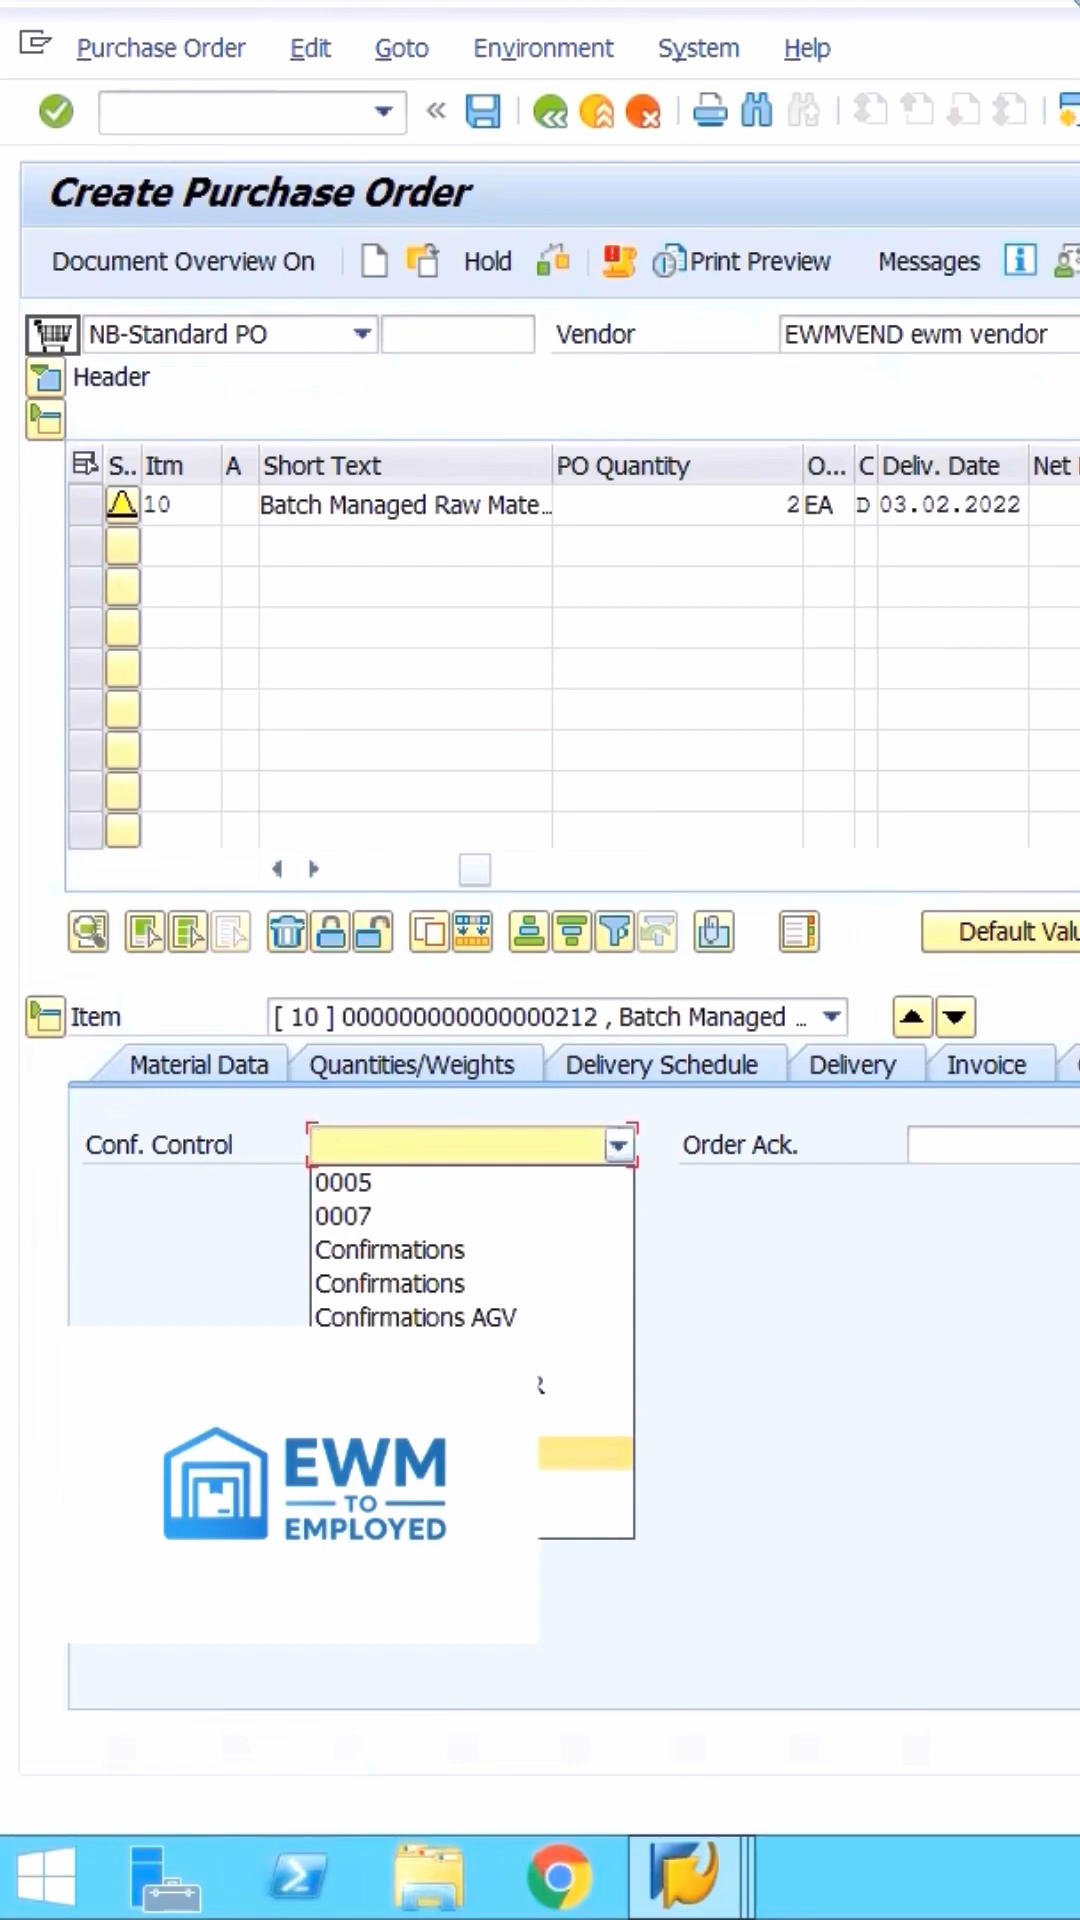 Purchase Order Edit Goto Environment System Help
Create Purchase Order
Document Overview On Hold Print Preview Messages
NB-Standard PO Vendor EWMVEND ewm vendor
Header
S.. Itm A Short Text PO Quantity O... C Deliv. Date Net
10 Batch Managed Raw Mate... 2 EA D 03.02.2022
Default Valu
Item [ 10 ] 000000000000000212 , Batch Managed ...
Material Data Quantities/Weights Delivery Schedule Delivery Invoice
Conf. Control Order Ack.
0005
0007
Confirmations
Confirmations
Confirmations AGV
EWM
TO
EMPLOYED